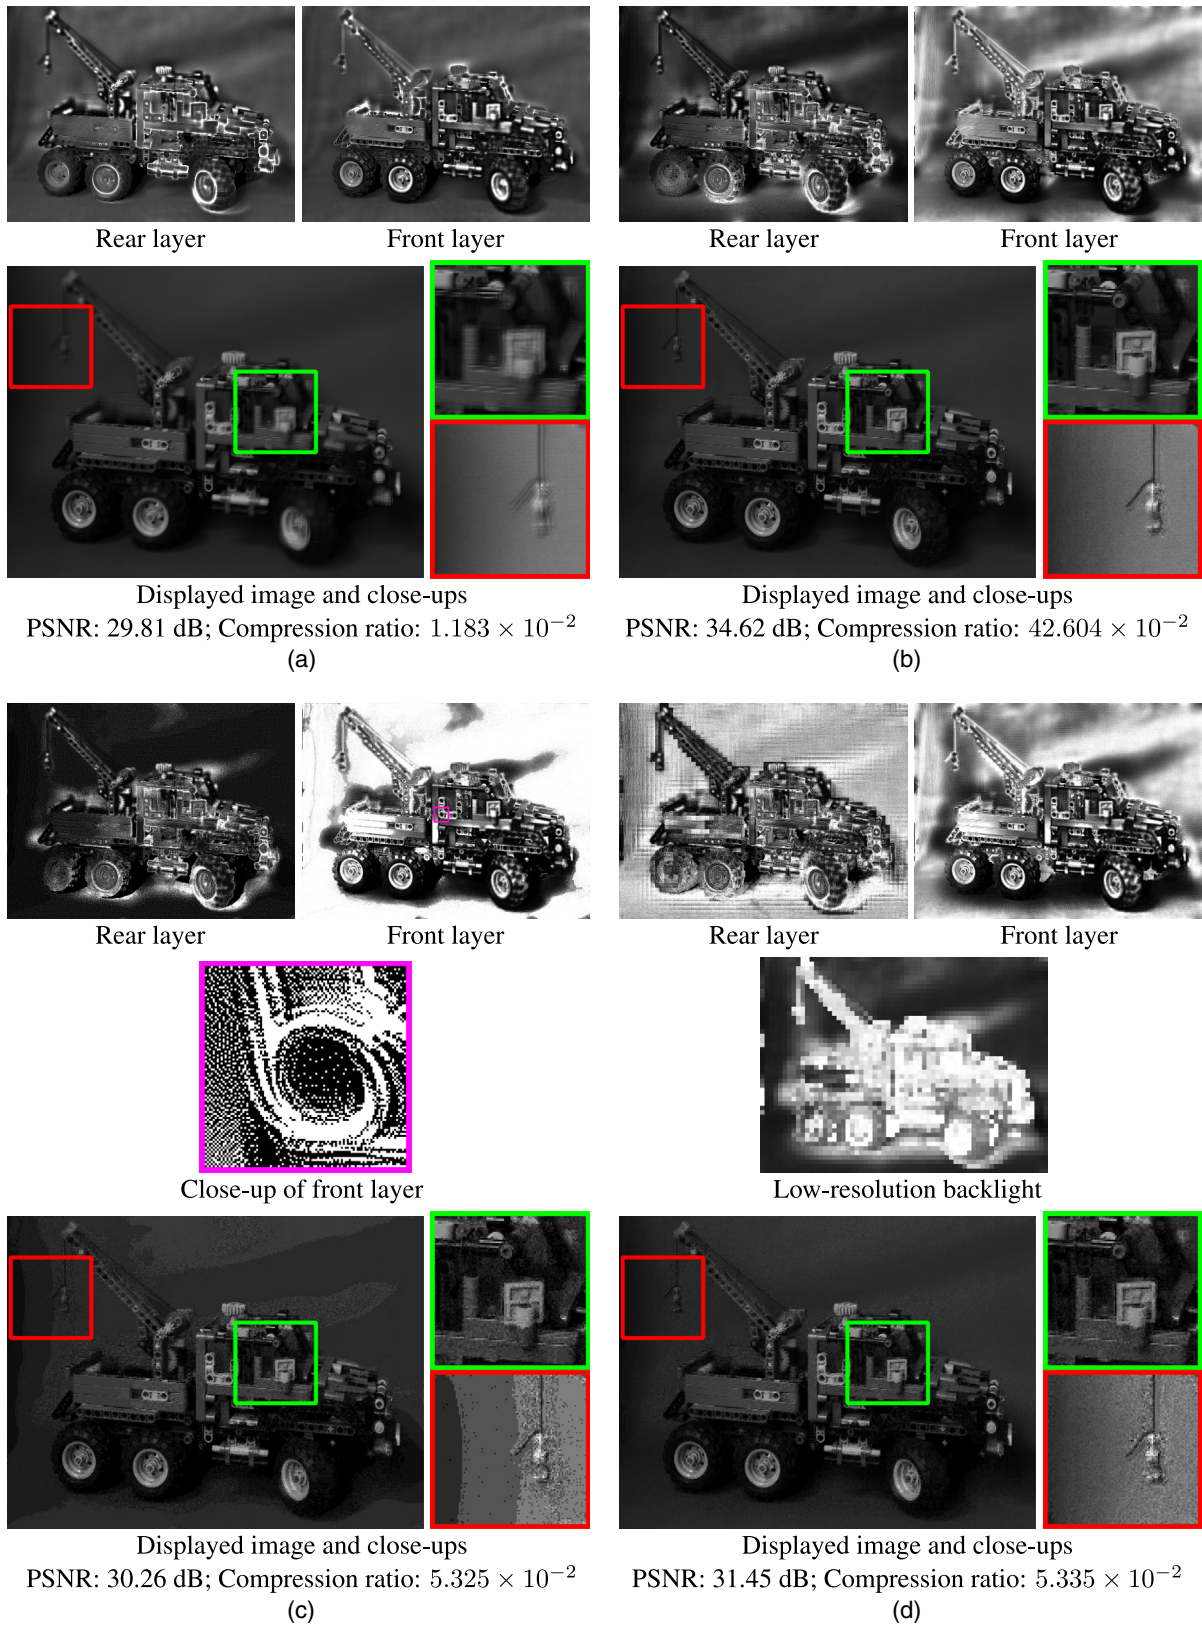 Rear layer
Front layer
Displayed image and close-ups
PSNR: 29.81 dB; Compression ratio: 1.183 × 10⁻²
(a)
Rear layer
Front layer
Displayed image and close-ups
PSNR: 34.62 dB; Compression ratio: 42.604 × 10⁻²
(b)
Rear layer
Front layer
Close-up of front layer
Displayed image and close-ups
PSNR: 30.26 dB; Compression ratio: 5.325 × 10⁻²
(c)
Rear layer
Front layer
Low-resolution backlight
Displayed image and close-ups
PSNR: 31.45 dB; Compression ratio: 5.335 × 10⁻²
(d)